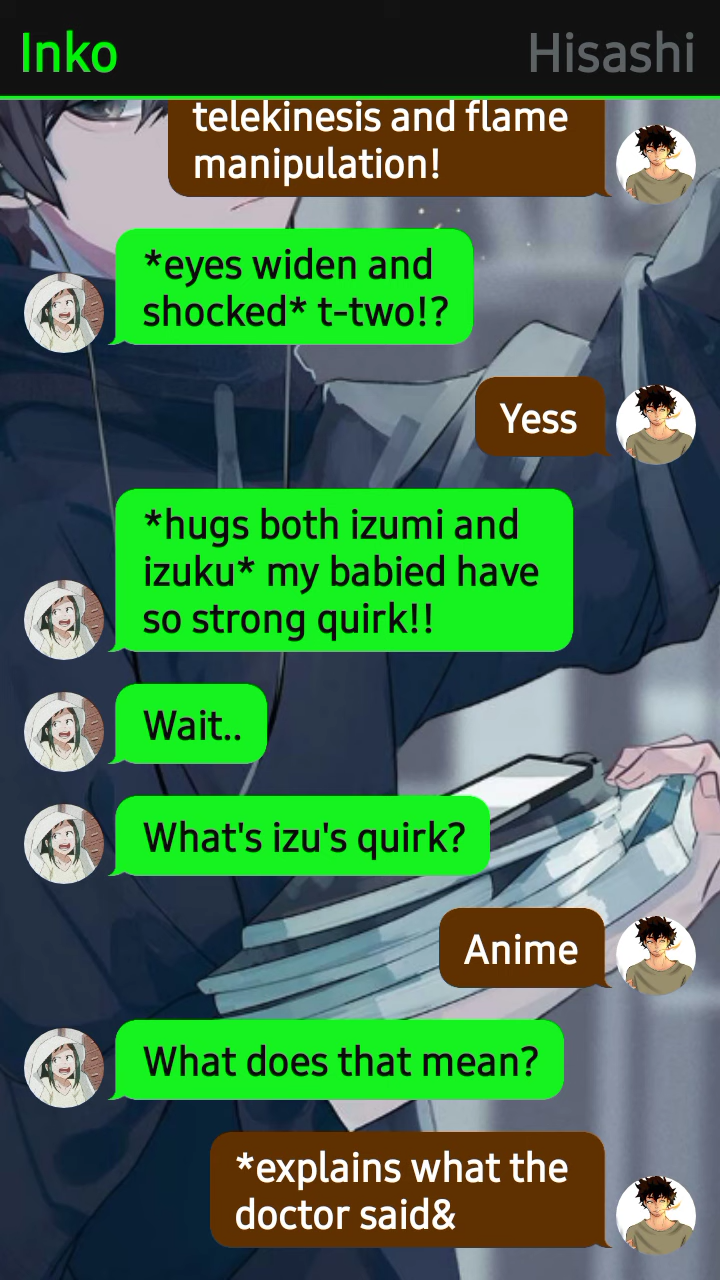 Inko
Hisashi
telekinesis and flame
manipulation!
*eyes widen and
shocked* t-two!?
Yess
*hugs both izumi and
izuku* my babied have
so strong quirk!!
Wait..
What's izu's quirk?
Anime
What does that mean?
*explains what the
doctor said&